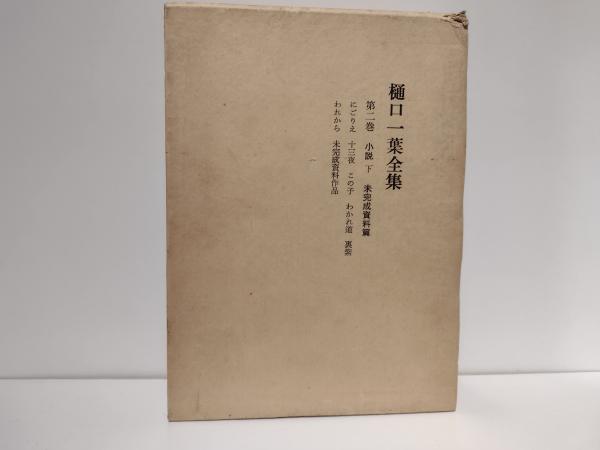 樋口一葉全集
第二巻 小説 下 未完成資料篇
にごりえ 十三夜 この子 わかれ道 裏紫
われから 未完成資料作品